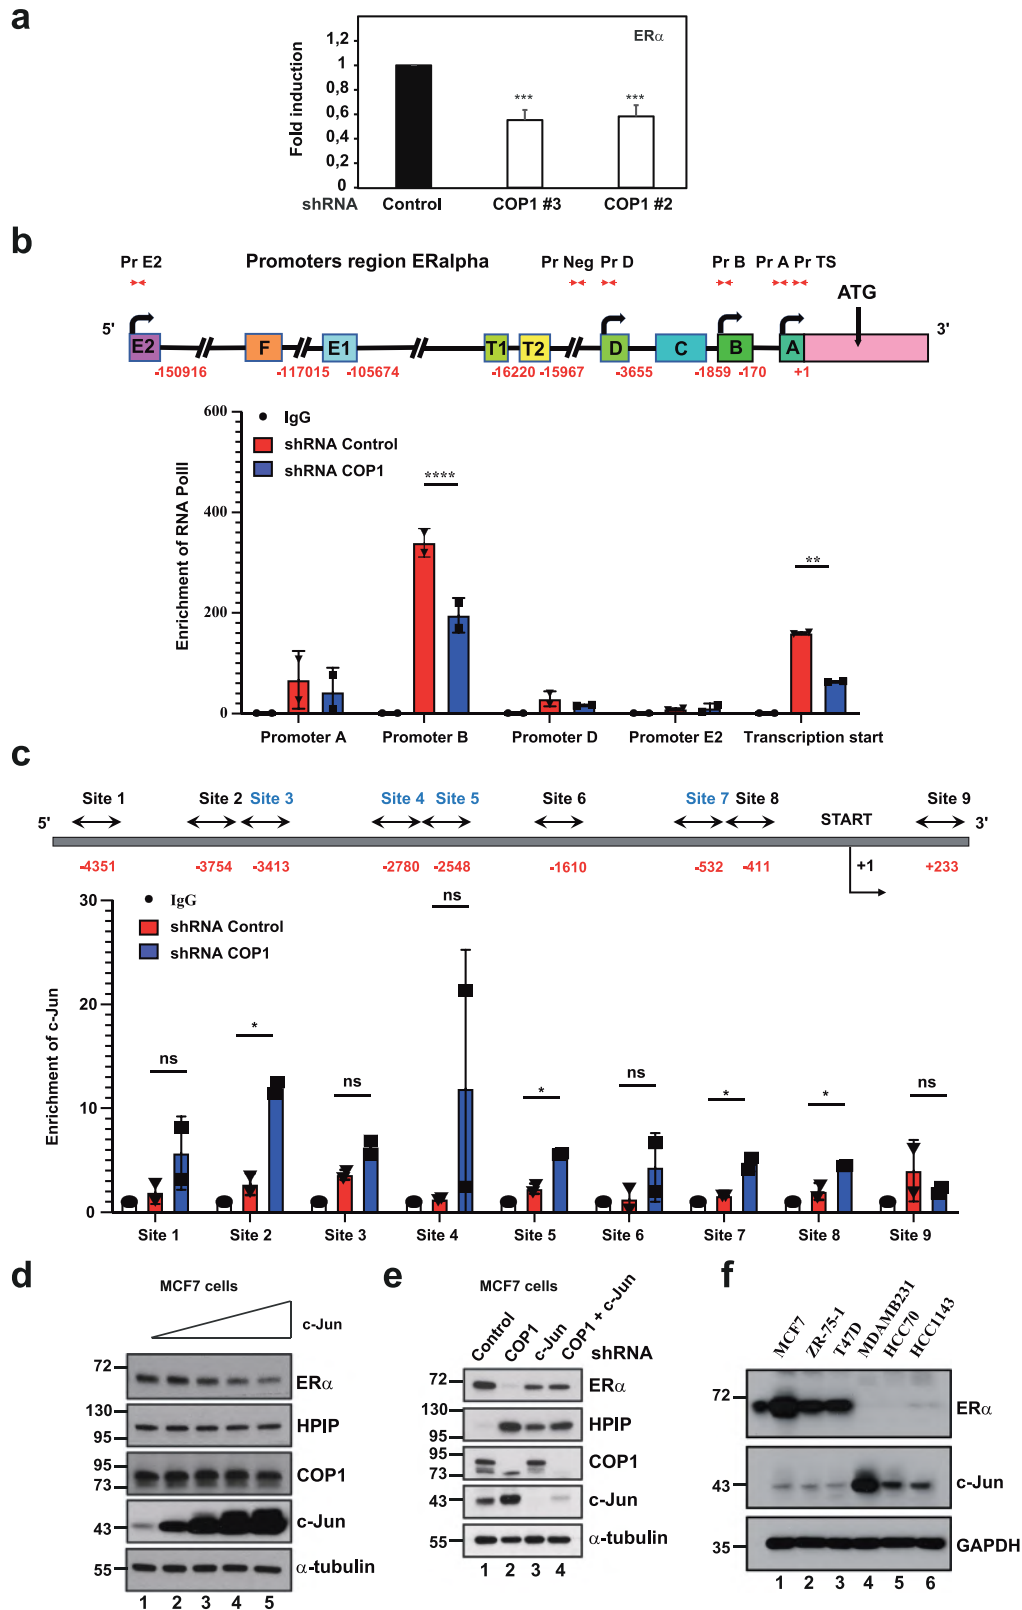 a
1,2
1
0,8
0,6
0,4
0,2
0
Fold induction
ERα
***
***
shRNA
Control
COP1 #3
COP1 #2
b
Pr E2
Promoters region ERalpha
Pr Neg
Pr D
Pr B
Pr A
Pr TS
ATG
5'
3'
E2
F
E1
T1
T2
D
C
B
A
-150916
-117015
-105674
-16220
-15967
-3655
-1859
-170
+1
600
400
200
0
Enrichment of RNA PolII
IgG
shRNA Control
shRNA COP1
****
**
Promoter A
Promoter B
Promoter D
Promoter E2
Transcription start
c
Site 1
Site 2
Site 3
Site 4
Site 5
Site 6
Site 7
Site 8
START
Site 9
5'
3'
-4351
-3754
-3413
-2780
-2548
-1610
-532
-411
+1
+233
30
20
10
0
Enrichment of c-Jun
IgG
shRNA Control
shRNA COP1
ns
*
ns
ns
*
ns
*
*
ns
Site 1
Site 2
Site 3
Site 4
Site 5
Site 6
Site 7
Site 8
Site 9
d
MCF7 cells
c-Jun
72
ERα
130
95
HPIP
95
73
COP1
43
c-Jun
55
α-tubulin
1 2 3 4 5
e
MCF7 cells
Control
COP1
c-Jun
COP1 + c-Jun
shRNA
72
ERα
130
95
HPIP
95
73
COP1
43
c-Jun
55
α-tubulin
1 2 3 4
f
MCF7
ZR-75-1
T47D
MDAMB231
HCC70
HCC1143
72
ERα
43
c-Jun
35
GAPDH
1 2 3 4 5 6